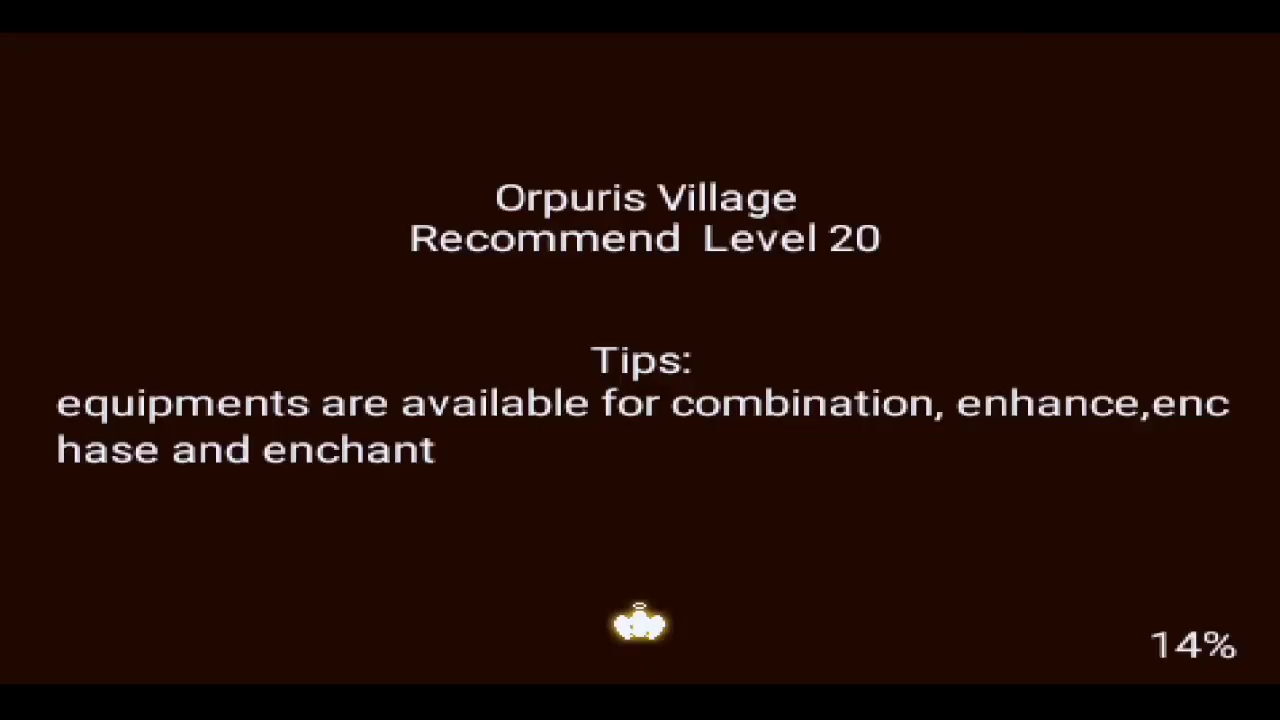 Orpuris Village
Recommend  Level 20
Tips:
equipments are available for combination, enhance,enc
hase and enchant
14%